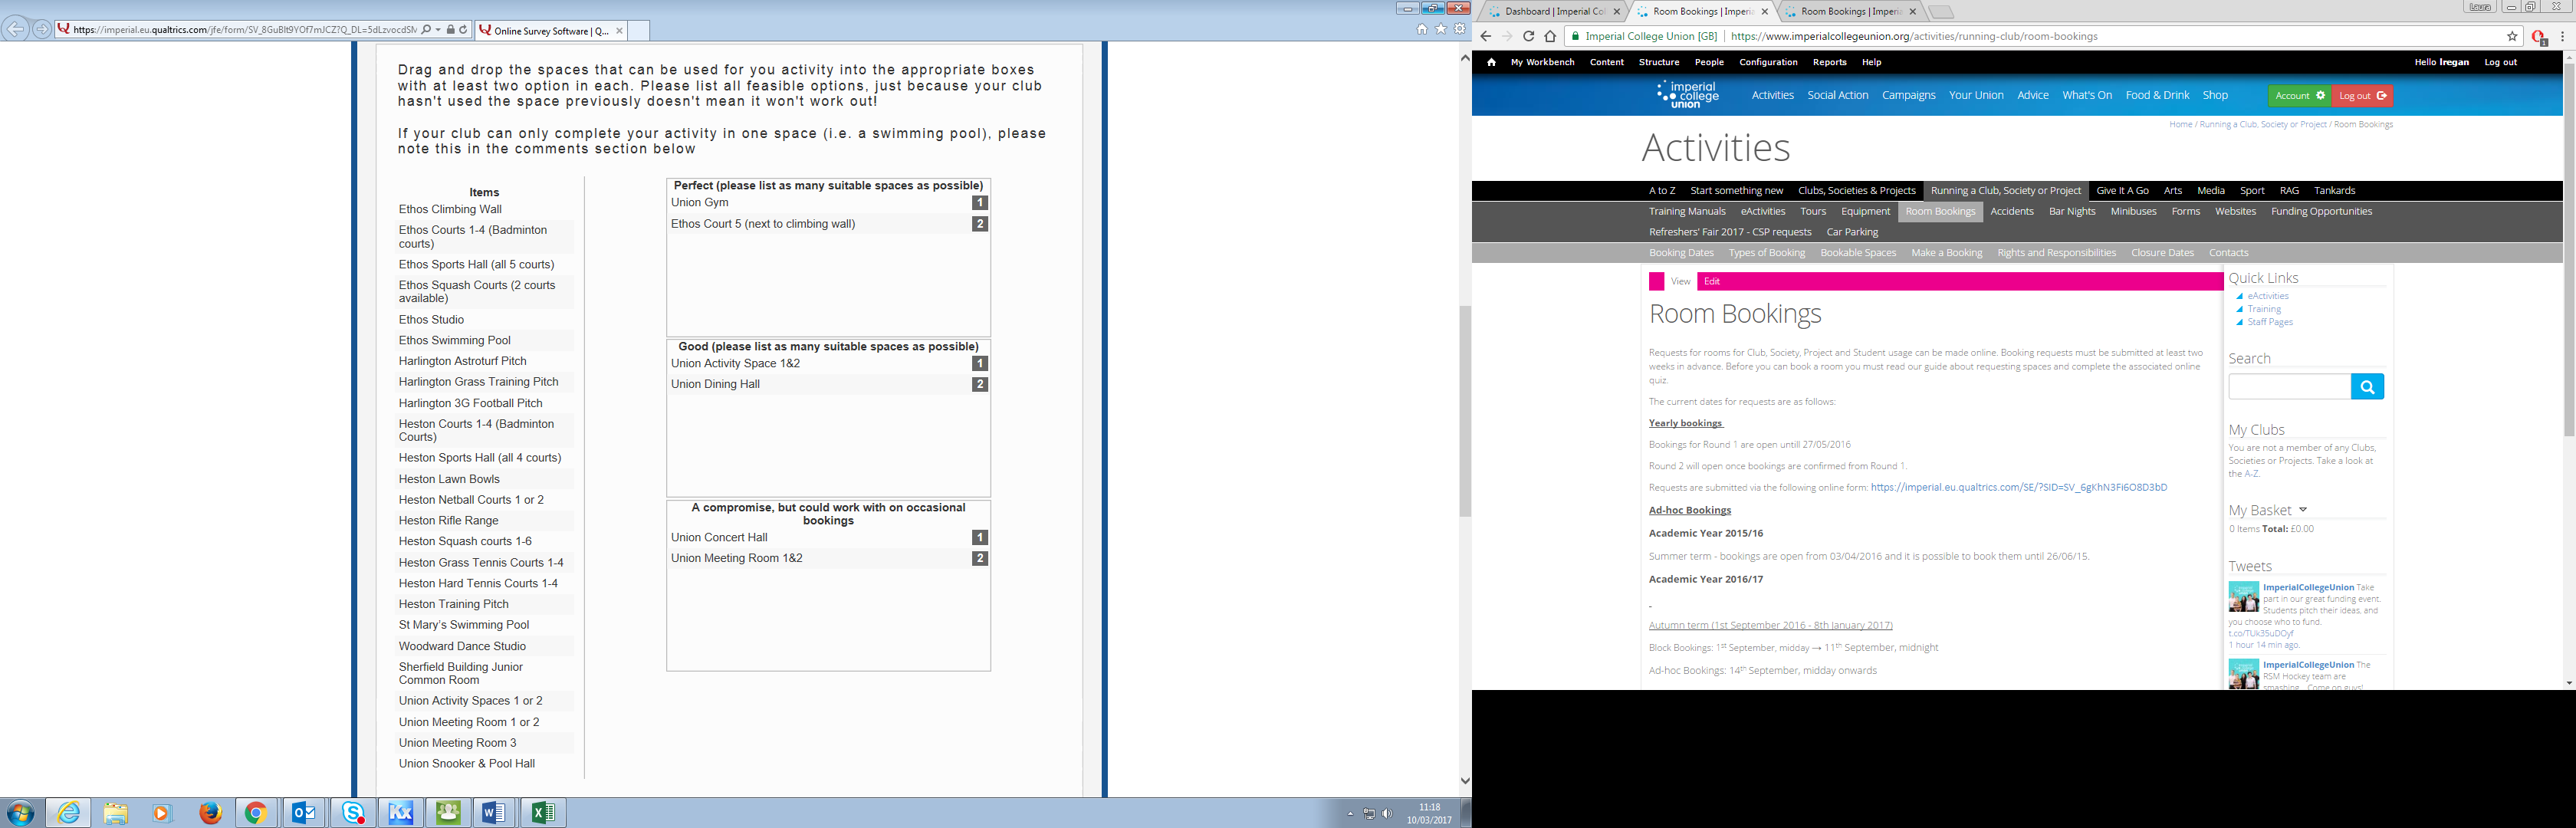 https://imperial.eu.qualtrics.com/jfe/form/SV_8GuBlt9YOf7mJCZ?Q_DL=5dLzvocdSN
Online Survey Software | Q...
Drag and drop the spaces that can be used for you activity into the appropriate boxes
with at least two option in each. Please list all feasible options, just because your club
hasn't used the space previously doesn't mean it won't work out!
If your club can only complete your activity in one space (i.e. a swimming pool), please
note this in the comments section below
Items
Ethos Climbing Wall
Ethos Courts 1-4 (Badminton
courts)
Ethos Sports Hall (all 5 courts)
Ethos Squash Courts (2 courts
available)
Ethos Studio
Ethos Swimming Pool
Harlington Astroturf Pitch
Harlington Grass Training Pitch
Harlington 3G Football Pitch
Heston Courts 1-4 (Badminton
Courts)
Heston Sports Hall (all 4 courts)
Heston Lawn Bowls
Heston Netball Courts 1 or 2
Heston Rifle Range
Heston Squash courts 1-6
Heston Grass Tennis Courts 1-4
Heston Hard Tennis Courts 1-4
Heston Training Pitch
St Mary's Swimming Pool
Woodward Dance Studio
Sherfield Building Junior
Common Room
Union Activity Spaces 1 or 2
Union Meeting Room 1 or 2
Union Meeting Room 3
Union Snooker & Pool Hall
Perfect (please list as many suitable spaces as possible)
Union Gym 1
Ethos Court 5 (next to climbing wall) 2
Good (please list as many suitable spaces as possible)
Union Activity Space 1&2 1
Union Dining Hall 2
A compromise, but could work with on occasional
bookings
Union Concert Hall 1
Union Meeting Room 1&2 2
11:18
10/03/2017
Dashboard | Imperial Co
Room Bookings | Imperi
Room Bookings | Imperi
Laura
Imperial College Union [GB] https://www.imperialcollegeunion.org/activities/running-club/room-bookings
My Workbench Content Structure People Configuration Reports Help Hello lregan Log out
imperial
college
union
Activities Social Action Campaigns Your Union Advice What's On Food & Drink Shop Account Log out
Home / Running a Club, Society or Project / Room Bookings
Activities
A to Z Start something new Clubs, Societies & Projects Running a Club, Society or Project Give It A Go Arts Media Sport RAG Tankards
Training Manuals eActivities Tours Equipment Room Bookings Accidents Bar Nights Minibuses Forms Websites Funding Opportunities
Refreshers' Fair 2017 - CSP requests Car Parking
Booking Dates Types of Booking Bookable Spaces Make a Booking Rights and Responsibilities Closure Dates Contacts
View Edit
Room Bookings
Requests for rooms for Club, Society, Project and Student usage can be made online. Booking requests must be submitted at least two
weeks in advance. Before you can book a room you must read our guide about requesting spaces and complete the associated online
quiz.
The current dates for requests are as follows:
Yearly bookings
Bookings for Round 1 are open untill 27/05/2016
Round 2 will open once bookings are confirmed from Round 1.
Requests are submitted via the following online form: https://imperial.eu.qualtrics.com/SE/?SID=SV_6gKhN3Fi6O8D3bD
Ad-hoc Bookings
Academic Year 2015/16
Summer term - bookings are open from 03/04/2016 and it is possible to book them until 26/06/15.
Academic Year 2016/17
Autumn term (1st September 2016 - 8th January 2017)
Block Bookings: 1st September, midday → 11th September, midnight
Ad-hoc Bookings: 14th September, midday onwards
Quick Links
eActivities
Training
Staff Pages
Search
My Clubs
You are not a member of any Clubs,
Societies or Projects. Take a look at
the A-Z.
My Basket
0 Items Total: £0.00
Tweets
ImperialCollegeUnion Take
part in our great funding event.
Students pitch their ideas, and
you choose who to fund.
t.co/TUk35uDOyf
1 hour 14 min ago.
ImperialCollegeUnion The
RSM Hockey team are
smashing... Come on guys!